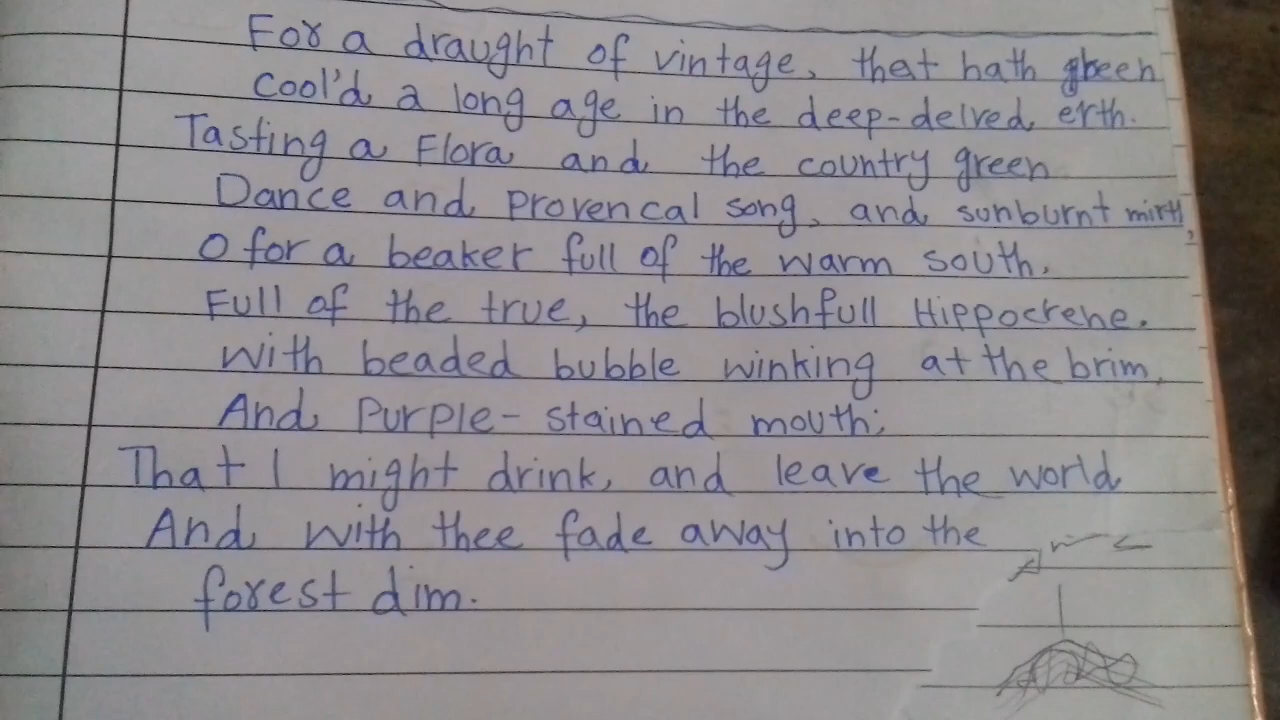 For a draught of vintage, that hath been
Cool'd a long age in the deep-delved erth.
Tasting a Flora and the country green
Dance and Provencal song, and sunburnt mirth,
O for a beaker full of the warm south.
Full of the true, the blushfull Hippocrene.
With beaded bubble winking at the brim,
And Purple-stained mouth;
That I might drink, and leave the world
And with thee fade away into the
forest dim.